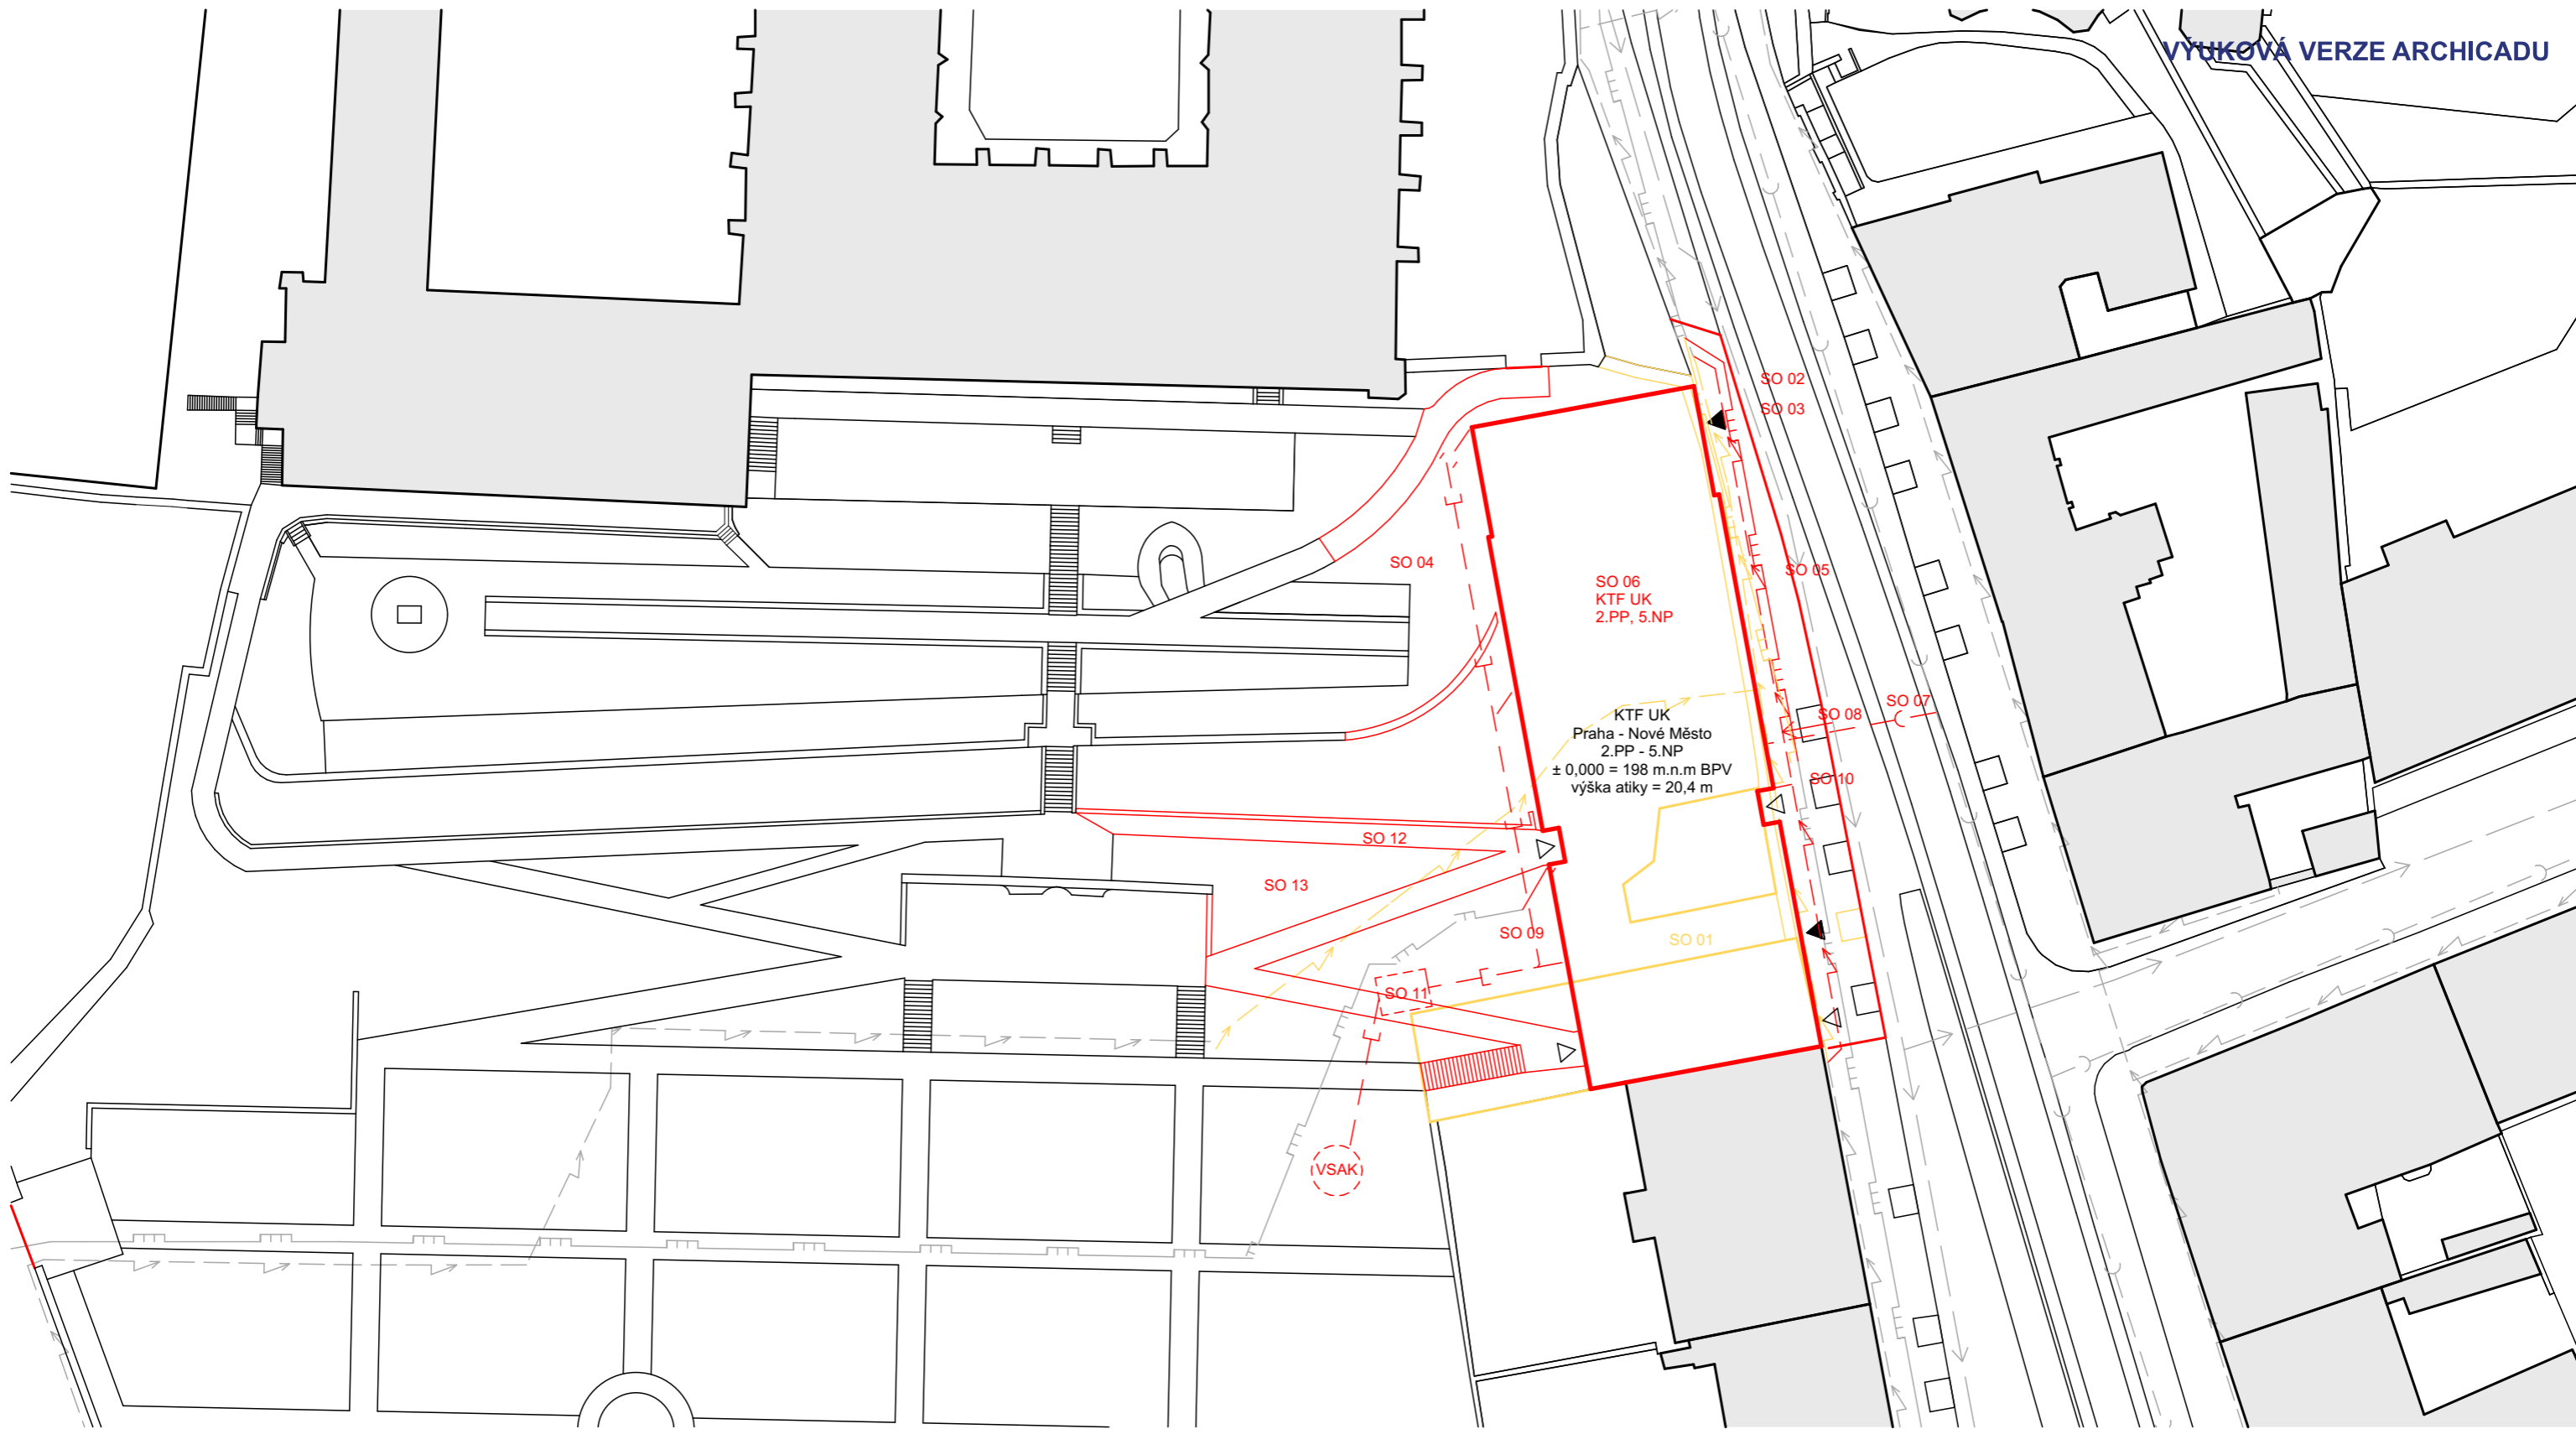 VÝUKOVÁ VERZE ARCHICADU
SO 02
SO 03
SO 04
SO 05
SO 06
KTF UK
2.PP, 5.NP
SO 07
SO 08
KTF UK
Praha - Nové Město
2.PP - 5.NP
± 0,000 = 198 m.n.m BPV
výška atiky = 20,4 m
SO 10
SO 12
SO 13
SO 09
SO 01
SO 11
VSAK